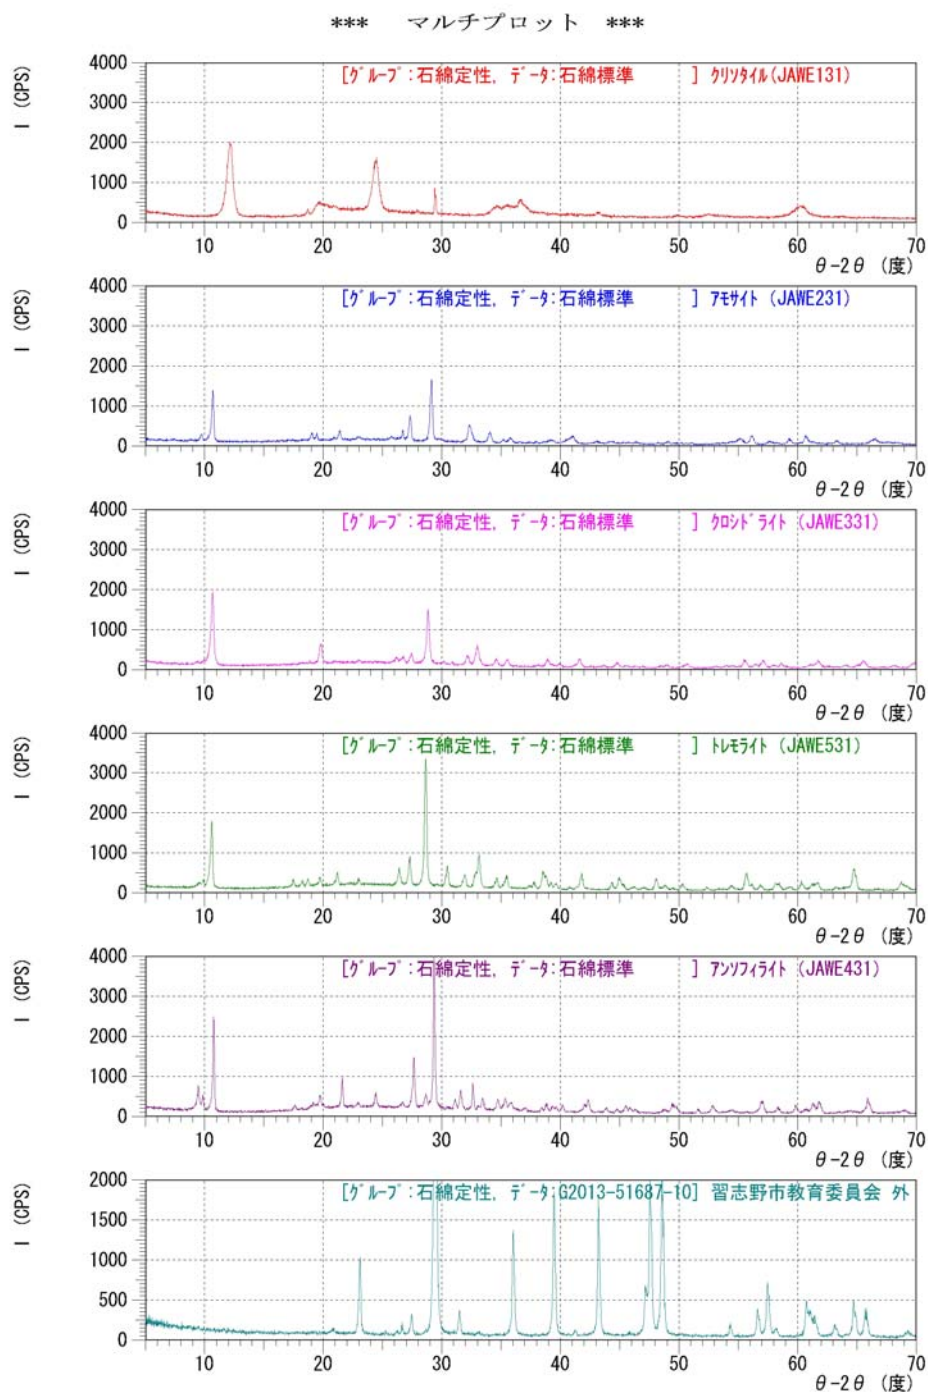 *** マルチプロット ***
I (CPS)
4000
[グループ:石綿定性, データ:石綿標準 ] クリソタイル(JAWE131)
3000
2000
1000
0
10 20 30 40 50 60 70
θ-2θ (度)
I (CPS)
4000
[グループ:石綿定性, データ:石綿標準 ] アモサイト (JAWE231)
3000
2000
1000
0
10 20 30 40 50 60 70
θ-2θ (度)
I (CPS)
4000
[グループ:石綿定性, データ:石綿標準 ] クロシドライト (JAWE331)
3000
2000
1000
0
10 20 30 40 50 60 70
θ-2θ (度)
I (CPS)
4000
[グループ:石綿定性, データ:石綿標準 ] トレモライト (JAWE531)
3000
2000
1000
0
10 20 30 40 50 60 70
θ-2θ (度)
I (CPS)
4000
[グループ:石綿定性, データ:石綿標準 ] アンソフィライト (JAWE431)
3000
2000
1000
0
10 20 30 40 50 60 70
θ-2θ (度)
I (CPS)
2000
[グループ:石綿定性, データ:G2013-51687-10] 習志野市教育委員会 外
1500
1000
500
0
10 20 30 40 50 60 70
θ-2θ (度)